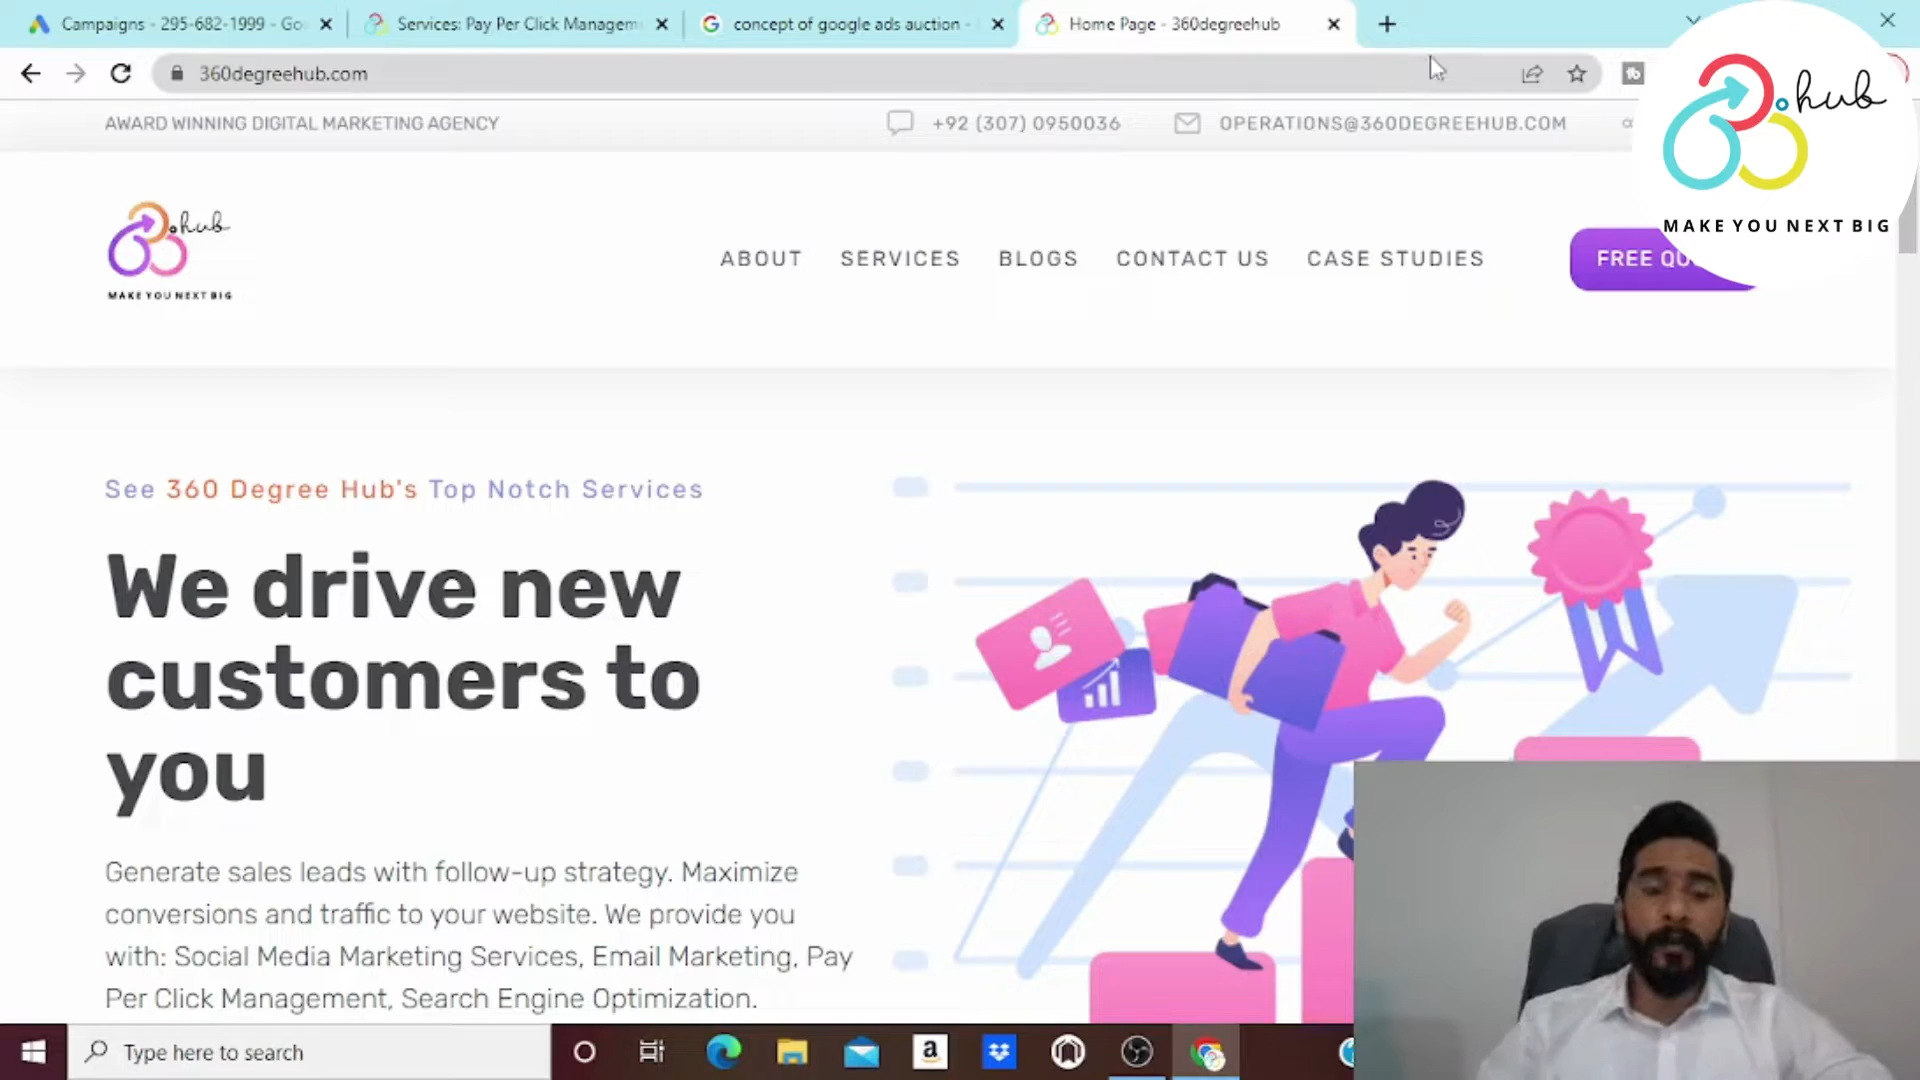 Campaigns - 295-682-1999 - Go
Services: Pay Per Click Managem
concept of google ads auction -
Home Page - 360degreehub
360degreehub.com
AWARD WINNING DIGITAL MARKETING AGENCY
+92 (307) 0950036
OPERATIONS@360DEGREEHUB.COM
hub
MAKE YOU NEXT BIG
hub
MAKE YOU NEXT BIG
ABOUT
SERVICES
BLOGS
CONTACT US
CASE STUDIES
FREE QU
See 360 Degree Hub's Top Notch Services
We drive new
customers to
you
Generate sales leads with follow-up strategy. Maximize
conversions and traffic to your website. We provide you
with: Social Media Marketing Services, Email Marketing, Pay
Per Click Management, Search Engine Optimization.
Type here to search